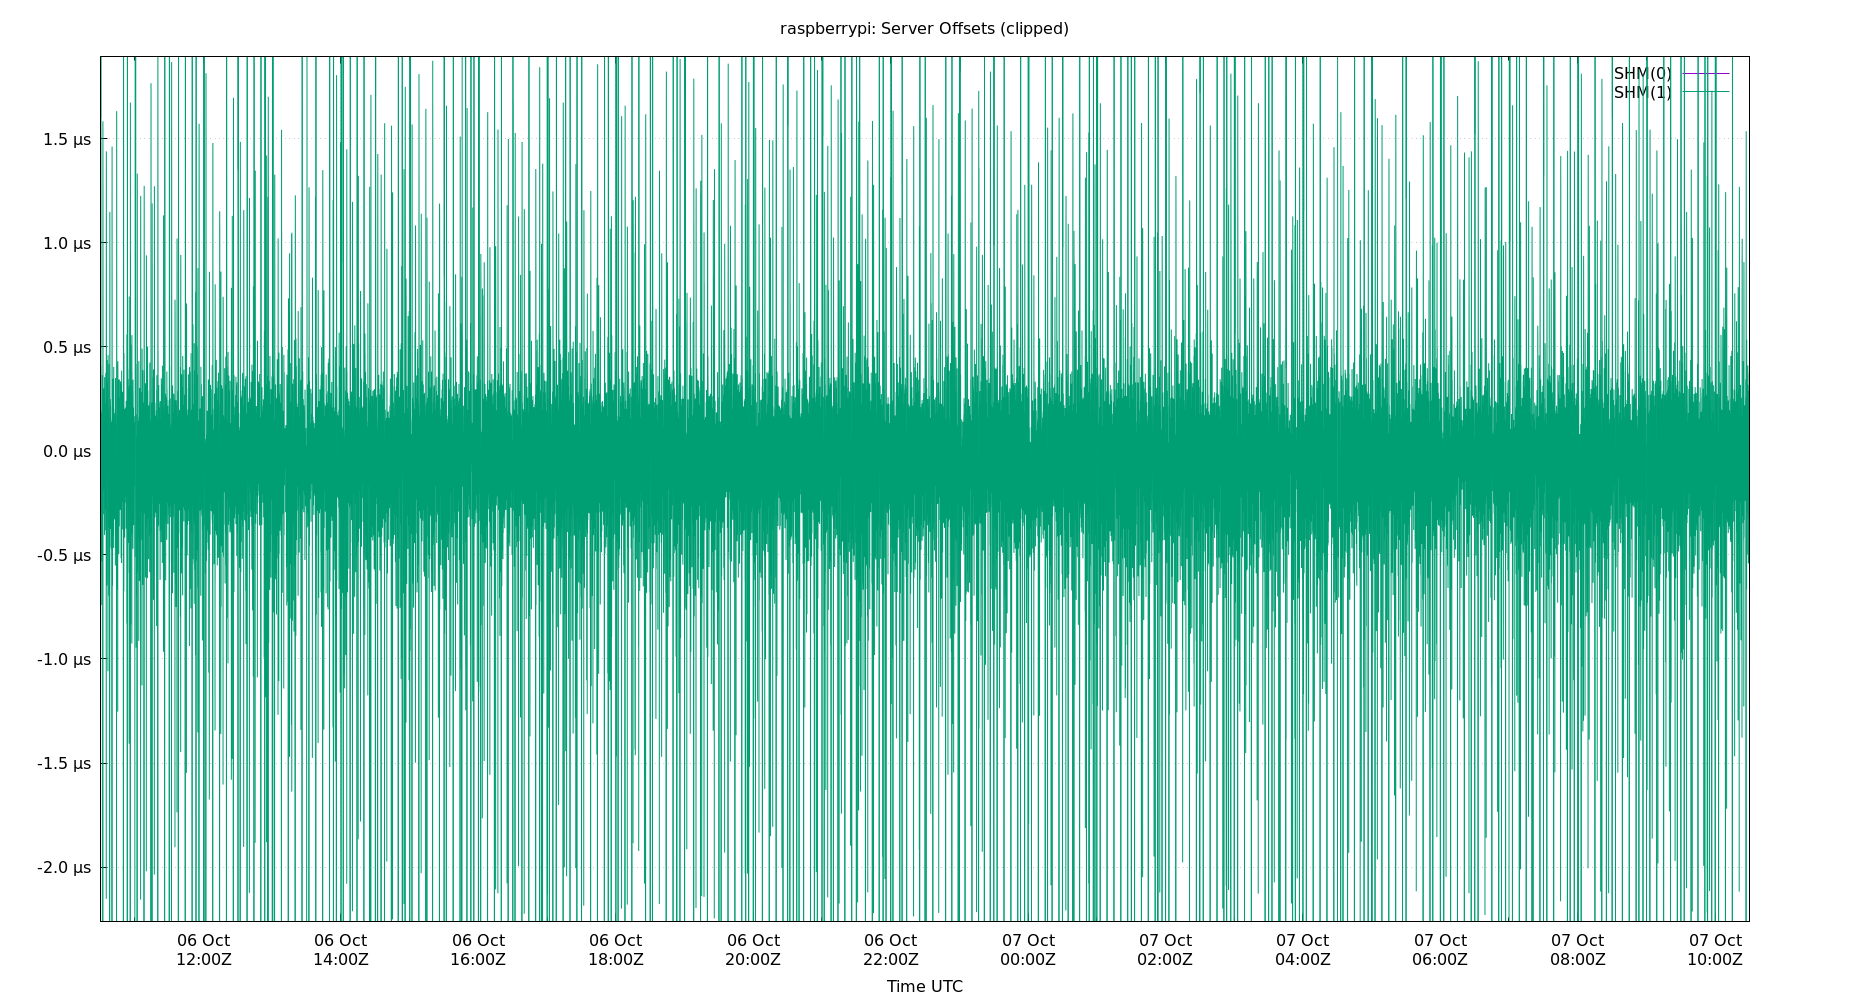 raspberrypi: Server Offsets (clipped)
SHM(0)
SHM(1)
1.5 µs
1.0 µs
0.5 µs
0.0 µs
-0.5 µs
-1.0 µs
-1.5 µs
-2.0 µs
06 Oct 06 Oct 06 Oct 06 Oct 06 Oct 06 Oct 07 Oct 07 Oct 07 Oct 07 Oct 07 Oct 07 Oct
12:00Z 14:00Z 16:00Z 18:00Z 20:00Z 22:00Z 00:00Z 02:00Z 04:00Z 06:00Z 08:00Z 10:00Z
Time UTC